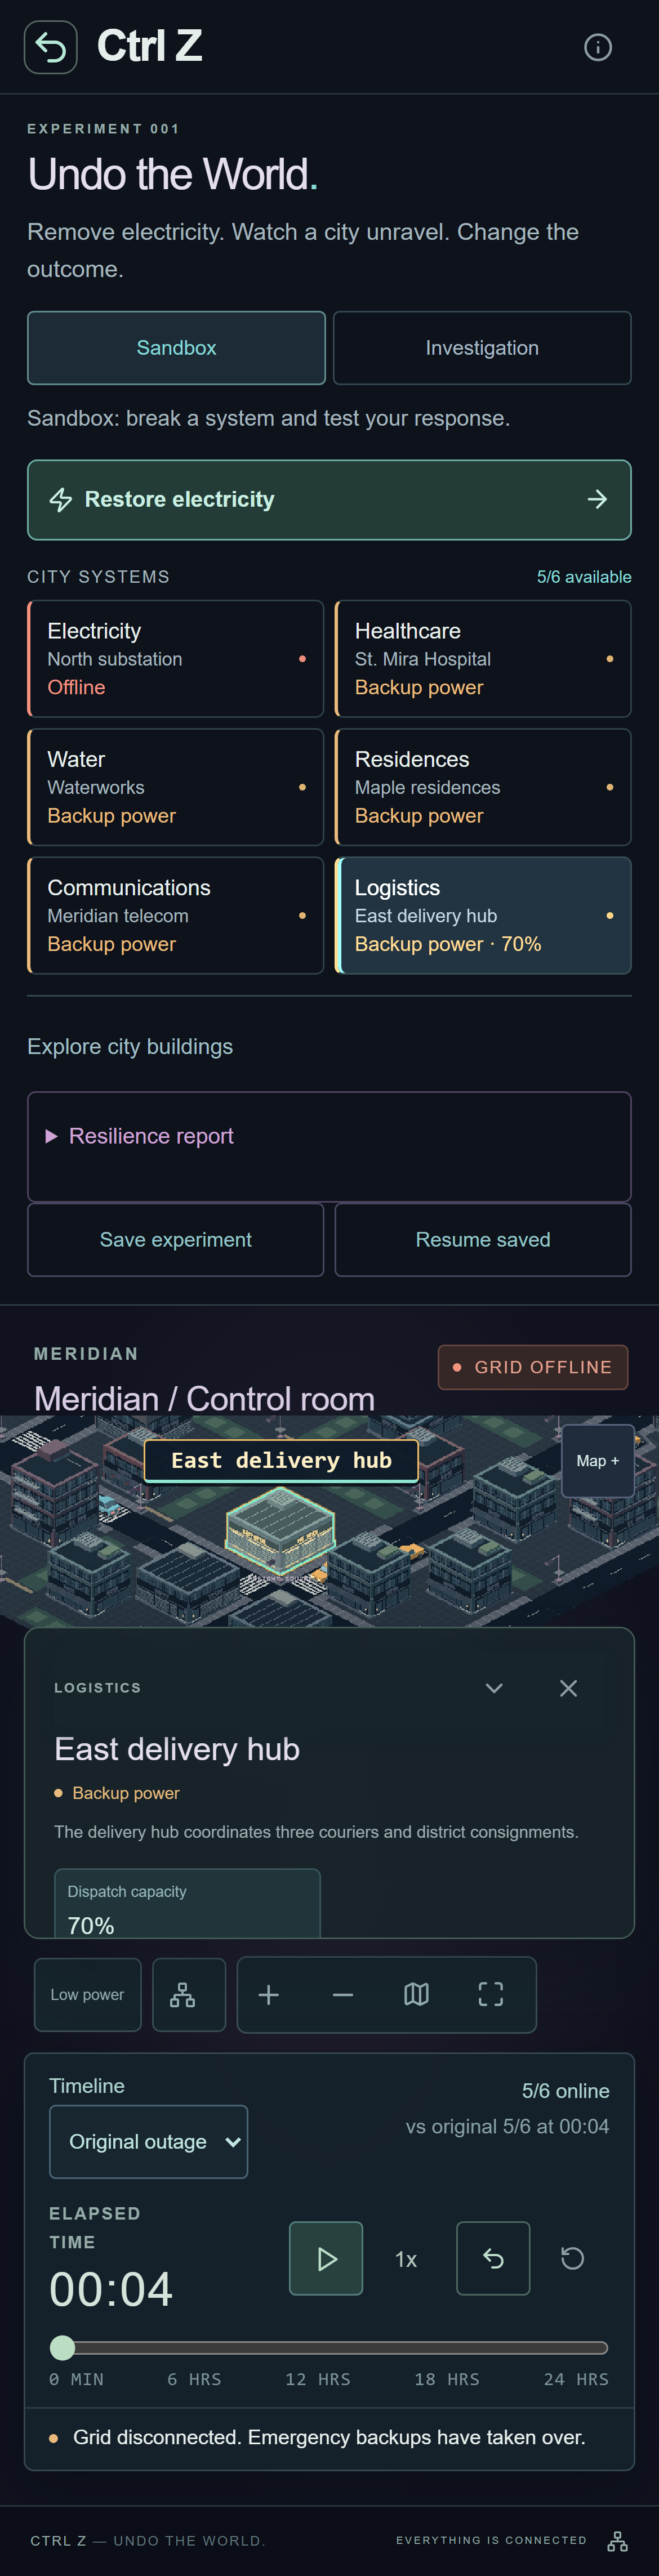 Ctrl Z
EXPERIMENT 001
Undo the World.
Remove electricity. Watch a city unravel. Change the
outcome.
Sandbox
Investigation
Sandbox: break a system and test your response.
Restore electricity
CITY SYSTEMS
5/6 available
Electricity
North substation
Offline
Healthcare
St. Mira Hospital
Backup power
Water
Waterworks
Backup power
Residences
Maple residences
Backup power
Communications
Meridian telecom
Backup power
Logistics
East delivery hub
Backup power · 70%
Explore city buildings
Resilience report
Save experiment
Resume saved
MERIDIAN
Meridian / Control room
GRID OFFLINE
East delivery hub
Map +
LOGISTICS
East delivery hub
Backup power
The delivery hub coordinates three couriers and district consignments.
Dispatch capacity
70%
Low power
Timeline
Original outage
5/6 online
vs original 5/6 at 00:04
ELAPSED
TIME
00:04
1x
0 MIN
6 HRS
12 HRS
18 HRS
24 HRS
Grid disconnected. Emergency backups have taken over.
CTRL Z — UNDO THE WORLD.
EVERYTHING IS CONNECTED